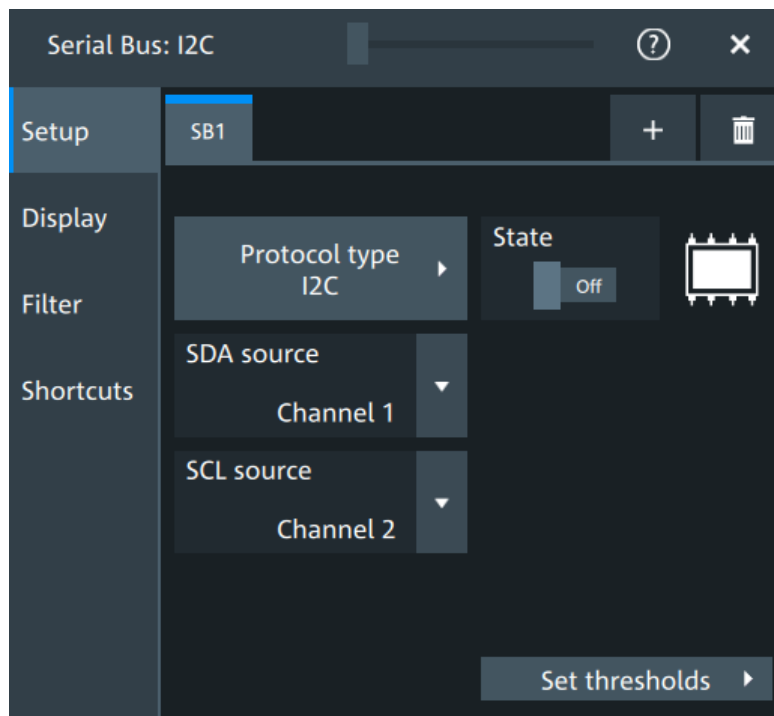 Serial Bus: I2C
?
Setup
SB1
+
Display
Protocol type
I2C
State
Off
Filter
SDA source
Channel 1
Shortcuts
SCL source
Channel 2
Set thresholds